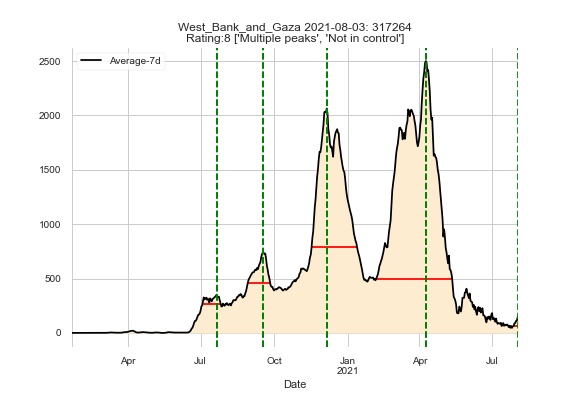 West_Bank_and_Gaza 2021-08-03: 317264
Rating:8 ['Multiple peaks', 'Not in control']
Average-7d
2500
2000
1500
1000
500
0
Apr Jul Oct Jan Apr Jul
2021
Date